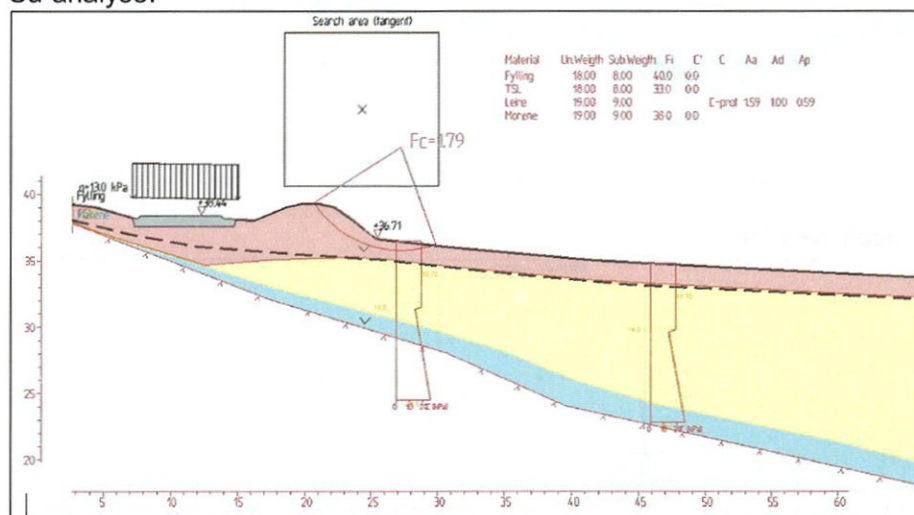 Su-analyse:
Search area (tangent)
Material Un.Weigth Sub.Weigth Fi C' C Aa Ad Ap
Fylling 18.00 8.00 40.0 0.0
TSL 18.00 8.00 33.0 0.0
Leire 19.00 9.00 C-prof 1.59 1.00 0.59
Morene 19.00 9.00 38.0 0.0
Fc=1.79
q=13.0 kPa
Fylling
+38.44
+36.71
40
35
30
25
20
5 10 15 20 25 30 35 40 45 50 55 60